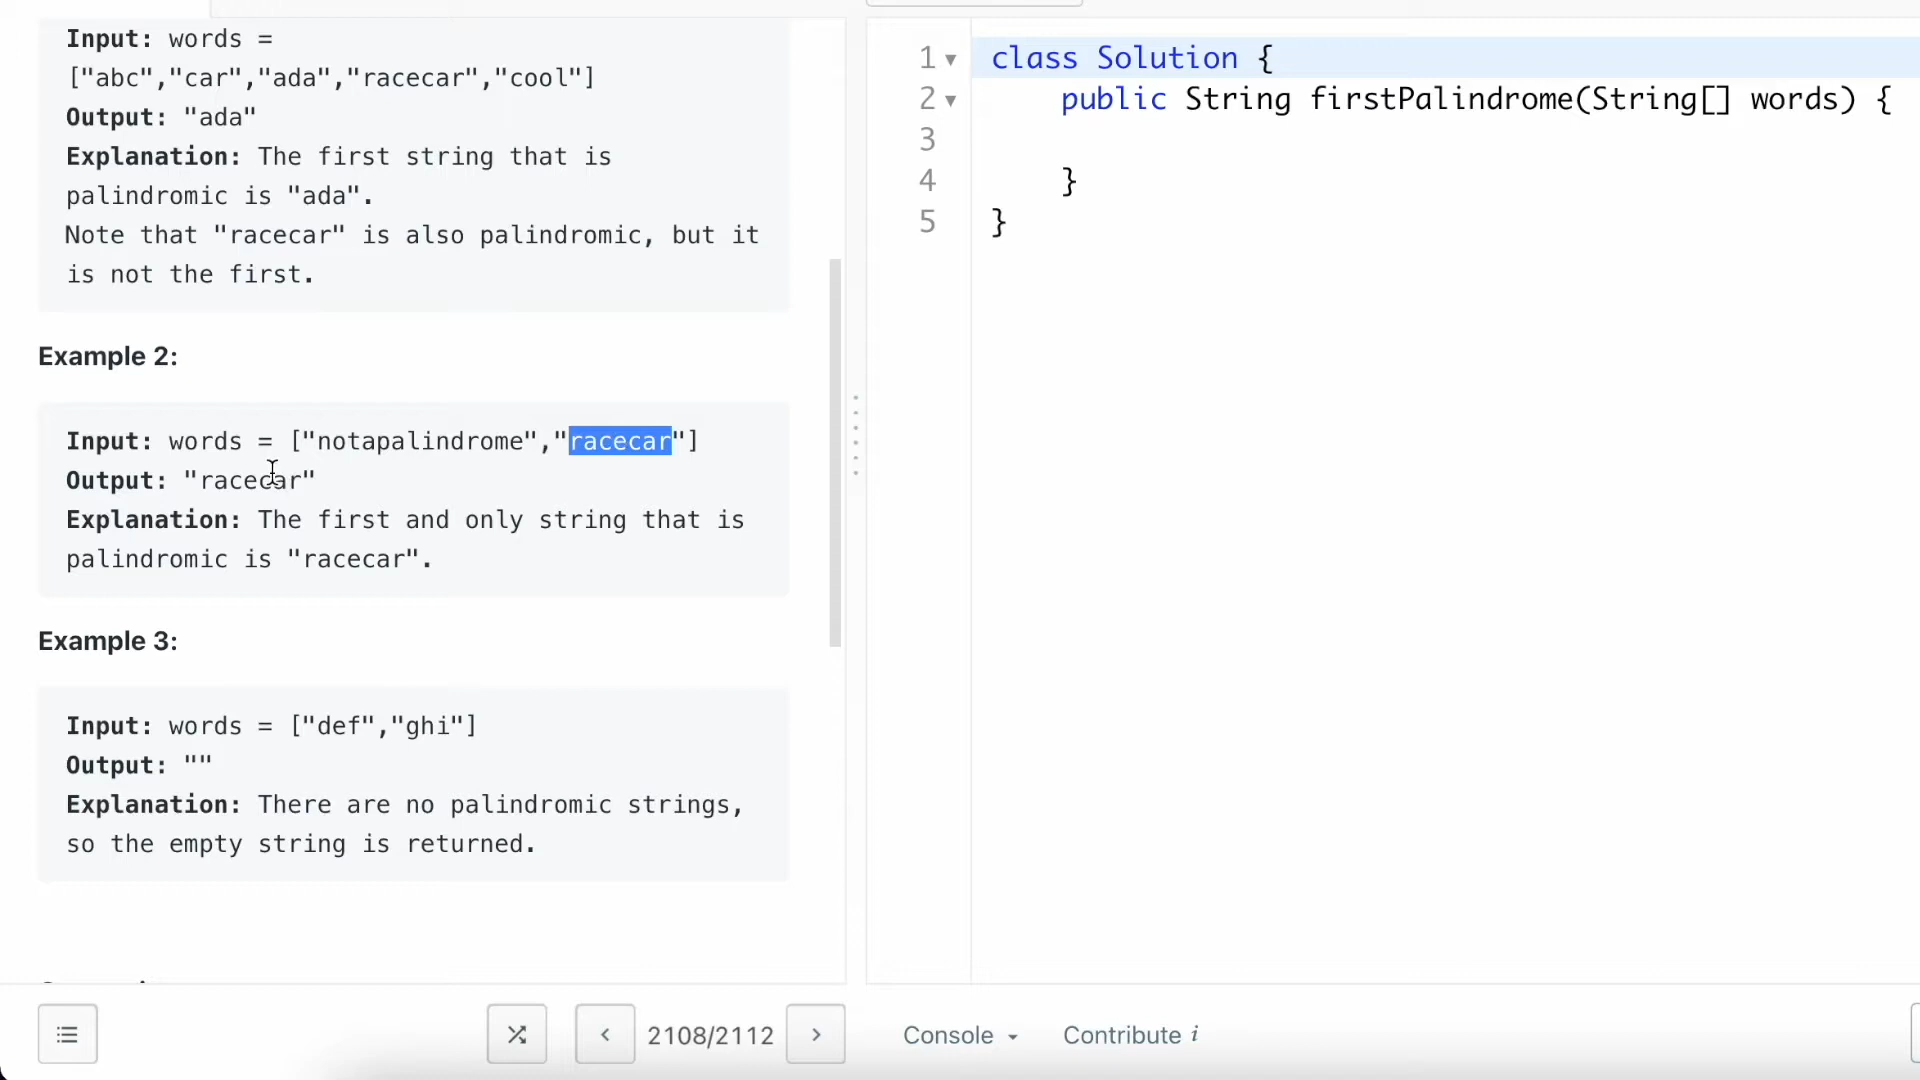 Input: words =
["abc","car","ada","racecar","cool"]
Output: "ada"
Explanation: The first string that is
palindromic is "ada".
Note that "racecar" is also palindromic, but it
is not the first.
Example 2:
Input: words = ["notapalindrome","racecar"]
Output: "racecar"
Explanation: The first and only string that is
palindromic is "racecar".
Example 3:
Input: words = ["def","ghi"]
Output: ""
Explanation: There are no palindromic strings,
so the empty string is returned.
2108/2112
1 class Solution {
2 public String firstPalindrome(String[] words) {
3
4 }
5 }
Console
Contribute i